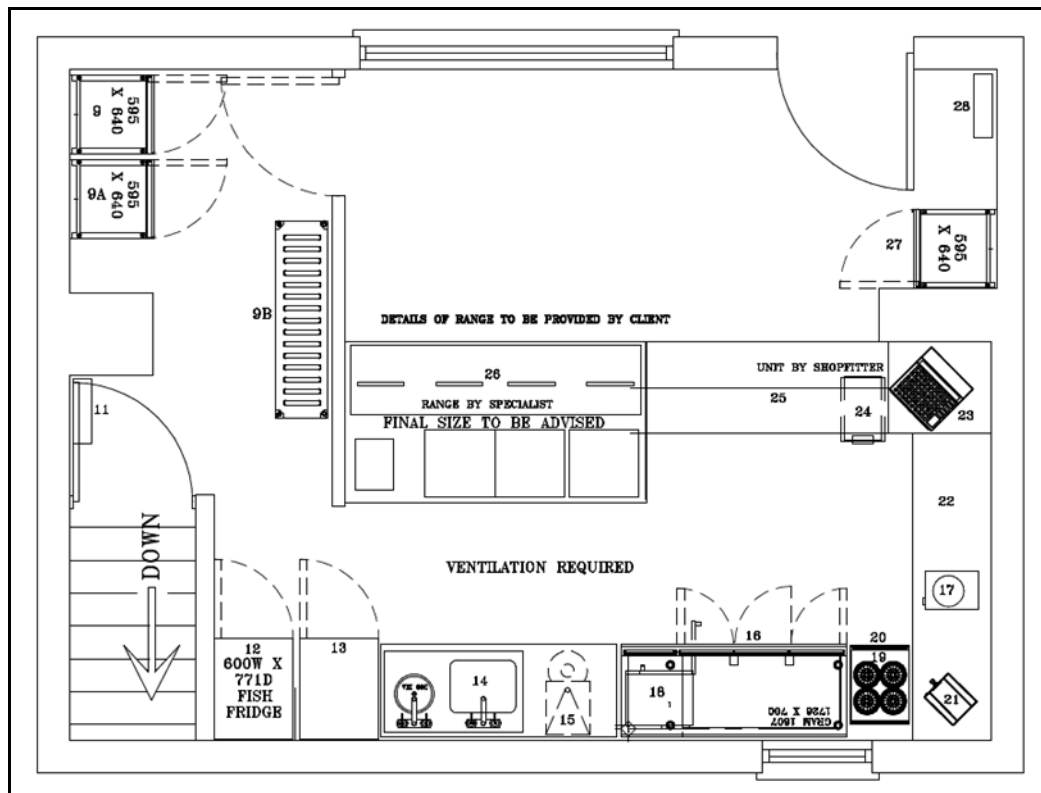 6
595
X 640
9A
595
X 640
28
27
595
X 640
9B
DETAILS OF RANGE TO BE PROVIDED BY CLIENT
26
RANGE BY SPECIALIST
FINAL SIZE TO BE ADVISED
UNIT BY SHOPFITTER
25
24
23
11
22
DOWN
VENTILATION REQUIRED
17
12
600W X
771D
FISH
FRIDGE
13
14
15
16
18
GRAM 1807
1726 X 700
20
19
21